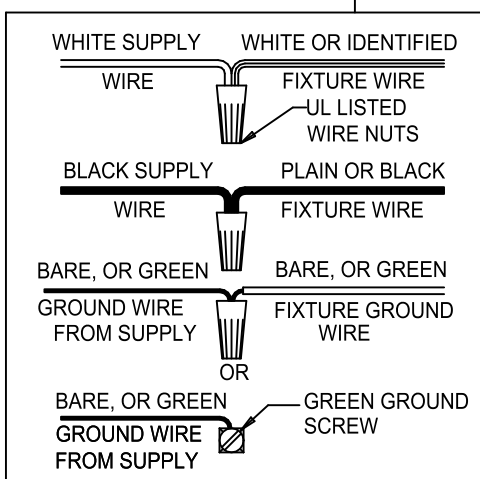 WHITE SUPPLY WIRE
WHITE OR IDENTIFIED FIXTURE WIRE
UL LISTED WIRE NUTS
BLACK SUPPLY WIRE
PLAIN OR BLACK FIXTURE WIRE
BARE, OR GREEN
GROUND WIRE
FROM SUPPLY
BARE, OR GREEN
FIXTURE GROUND
WIRE
OR
BARE, OR GREEN
GROUND WIRE
FROM SUPPLY
GREEN GROUND
SCREW